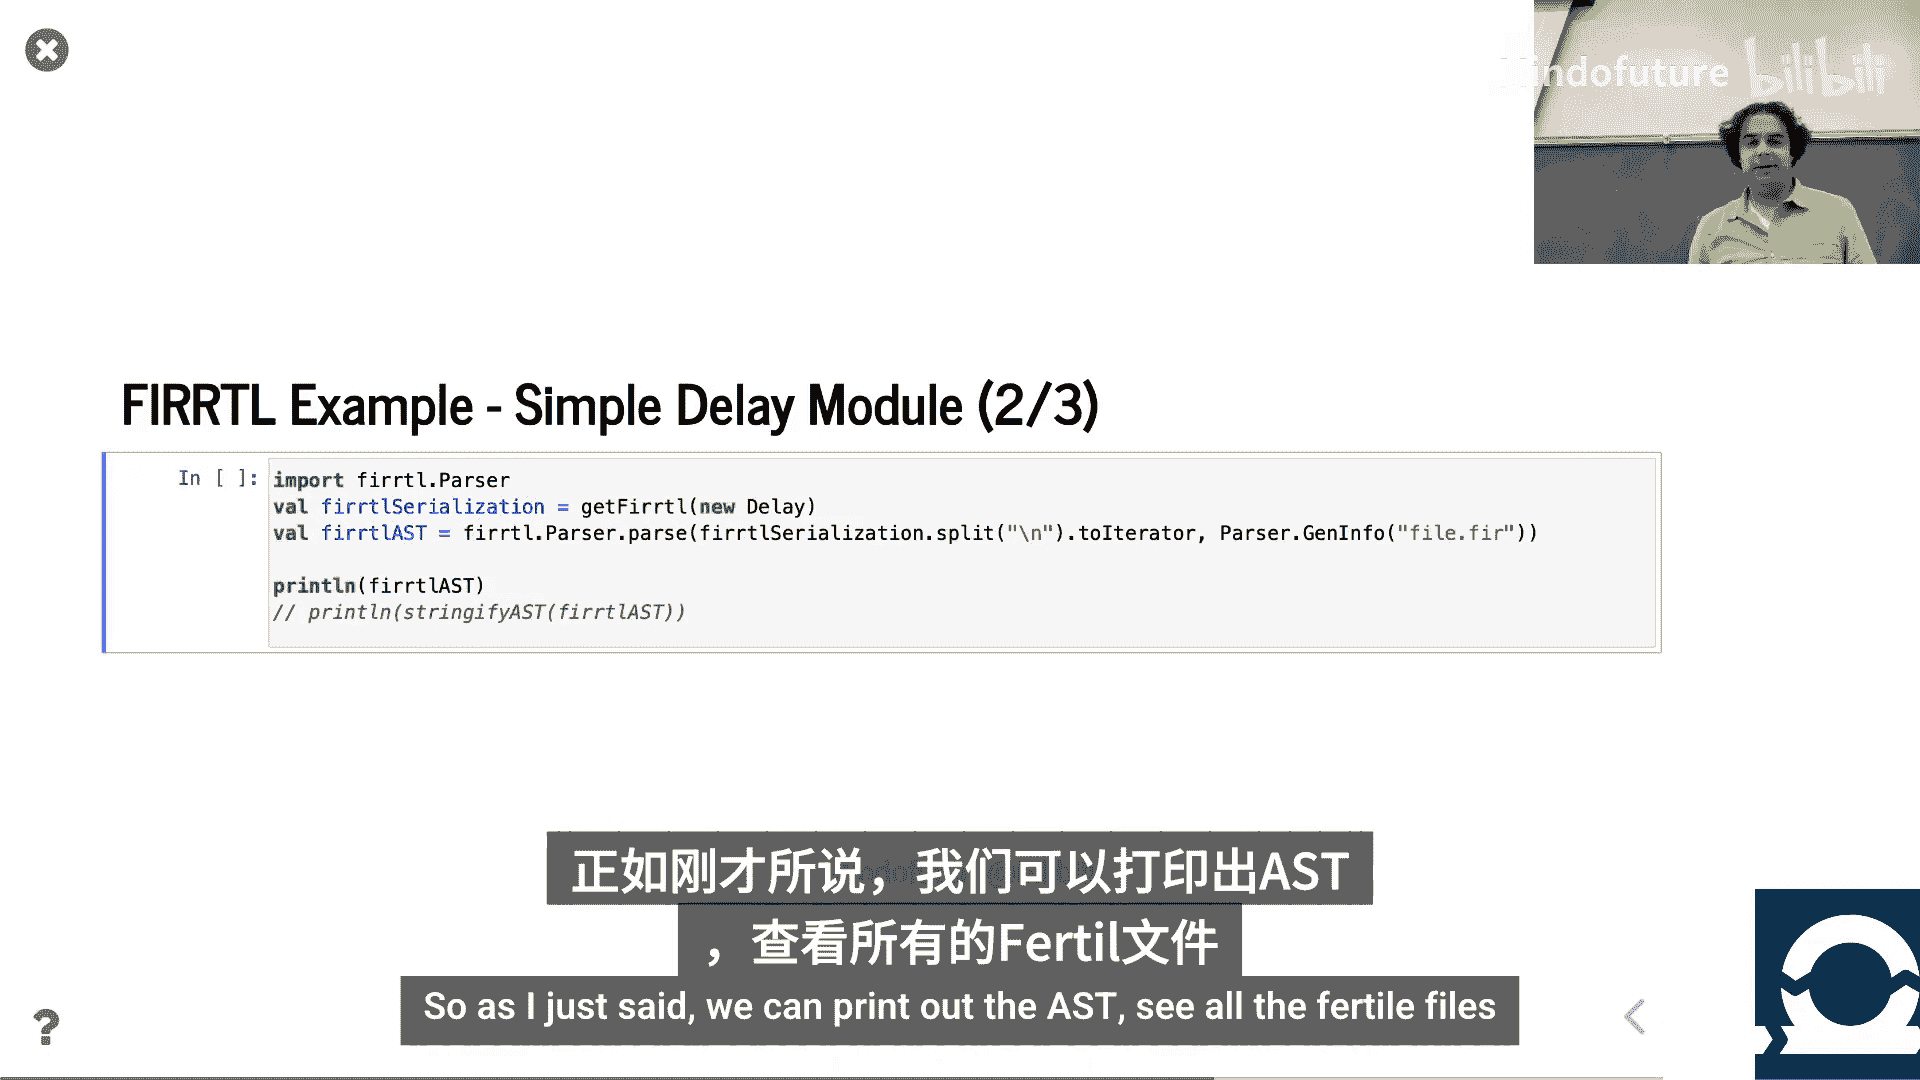 indofuture bilibili
FIRRTL Example - Simple Delay Module (2/3)
In [ ]:
import firrtl.Parser
val firrtlSerialization = getFirrtl(new Delay)
val firrtlAST = firrtl.Parser.parse(firrtlSerialization.split("\n").toIterator, Parser.GenInfo("file.fir"))
println(firrtlAST)
// println(stringifyAST(firrtlAST))
正如刚才所说，我们可以打印出AST
，查看所有的Fertil文件
So as I just said, we can print out the AST, see all the fertile files
?